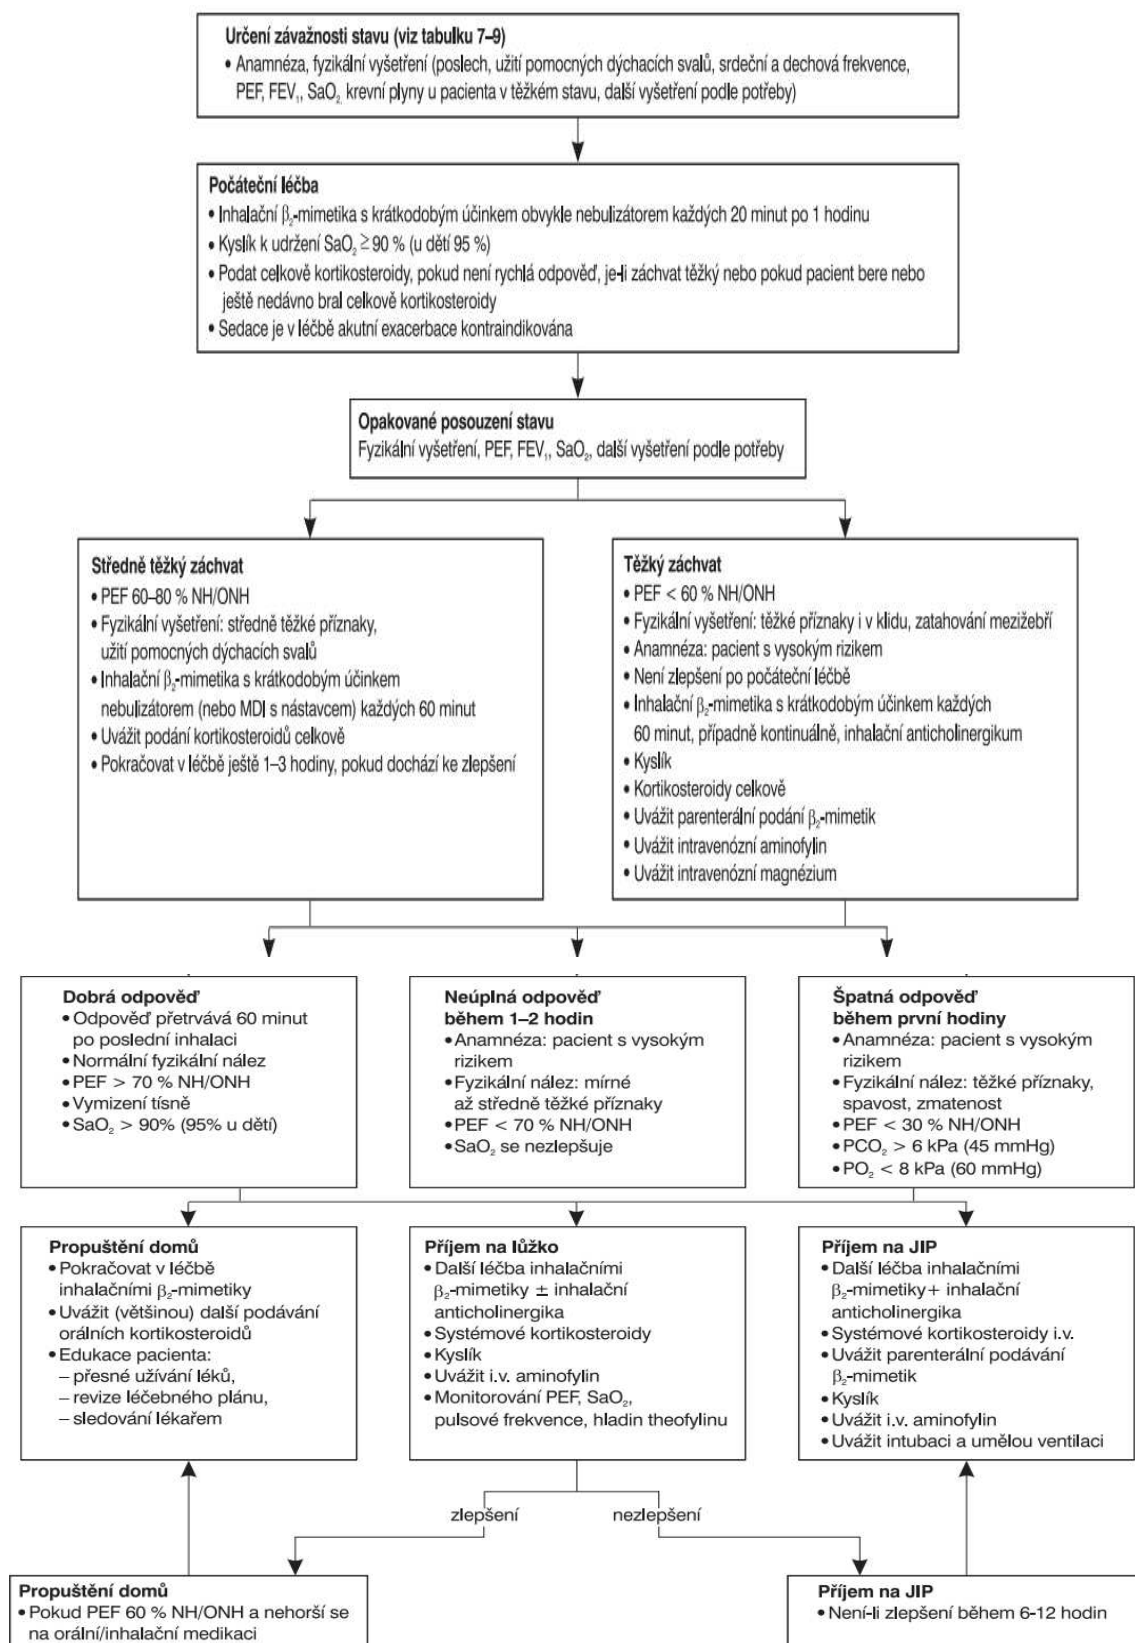 Určení závažnosti stavu (viz tabulku 7–9)
• Anamnéza, fyzikální vyšetření (poslech, užití pomocných dýchacích svalů, srdeční a dechová frekvence,
PEF, FEV₁, SaO₂, krevní plyny u pacienta v těžkém stavu, další vyšetření podle potřeby)
Počáteční léčba
• Inhalační β₂-mimetika s krátkodobým účinkem obvykle nebulizátorem každých 20 minut po 1 hodinu
• Kyslík k udržení SaO₂ ≧ 90 % (u dětí 95 %)
• Podat celkově kortikosteroidy, pokud není rychlá odpověď, je-li záchvat těžký nebo pokud pacient bere nebo
ještě nedávno bral celkově kortikosteroidy
• Sedace je v léčbě akutní exacerbace kontraindikována
Opakované posouzení stavu
Fyzikální vyšetření, PEF, FEV₁, SaO₂, další vyšetření podle potřeby
Středně těžký záchvat
• PEF 60–80 % NH/ONH
• Fyzikální vyšetření: středně těžké příznaky,
užití pomocných dýchacích svalů
• Inhalační β₂-mimetika s krátkodobým účinkem
nebulizátorem (nebo MDI s nástavcem) každých 60 minut
• Uvážit podání kortikosteroidů celkově
• Pokračovat v léčbě ještě 1–3 hodiny, pokud dochází ke zlepšení
Těžký záchvat
• PEF < 60 % NH/ONH
• Fyzikální vyšetření: těžké příznaky i v klidu, zatahování mezižebří
• Anamnéza: pacient s vysokým rizikem
• Není zlepšení po počáteční léčbě
• Inhalační β₂-mimetika s krátkodobým účinkem každých
60 minut, případně kontinuálně, inhalační anticholinergikum
• Kyslík
• Kortikosteroidy celkově
• Uvážit parenterální podání β₂-mimetik
• Uvážit intravenózní aminofylin
• Uvážit intravenózní magnézium
Dobrá odpověď
• Odpověď přetrvává 60 minut
po poslední inhalaci
• Normální fyzikální nález
• PEF > 70 % NH/ONH
• Vymizení tísně
• SaO₂ > 90% (95% u dětí)
Neúplná odpověď
během 1–2 hodin
• Anamnéza: pacient s vysokým
rizikem
• Fyzikální nález: mírné
až středně těžké příznaky
• PEF < 70 % NH/ONH
• SaO₂ se nezlepšuje
Špatná odpověď
během první hodiny
• Anamnéza: pacient s vysokým
rizikem
• Fyzikální nález: těžké příznaky,
spavost, zmatenost
• PEF < 30 % NH/ONH
• PCO₂ > 6 kPa (45 mmHg)
• PO₂ < 8 kPa (60 mmHg)
Propuštění domů
• Pokračovat v léčbě
inhalačními β₂-mimetiky
• Uvážit (většinou) další podávání
orálních kortikosteroidů
• Edukace pacienta:
– přesné užívání léků,
– revize léčebného plánu,
– sledování lékařem
Příjem na lůžko
• Další léčba inhalačními
β₂-mimetiky ± inhalační
anticholinergika
• Systémové kortikosteroidy
• Kyslík
• Uvážit i.v. aminofylin
• Monitorování PEF, SaO₂,
pulsové frekvence, hladin theofylinu
Příjem na JIP
• Další léčba inhalačními
β₂-mimetiky+ inhalační
anticholinergika
• Systémové kortikosteroidy i.v.
• Uvážit parenterální podávání
β₂-mimetik
• Kyslík
• Uvážit i.v. aminofylin
• Uvážit intubaci a umělou ventilaci
zlepšení
nezlepšení
Propuštění domů
• Pokud PEF 60 % NH/ONH a nehorší se
na orální/inhalační medikaci
Příjem na JIP
• Není-li zlepšení během 6-12 hodin